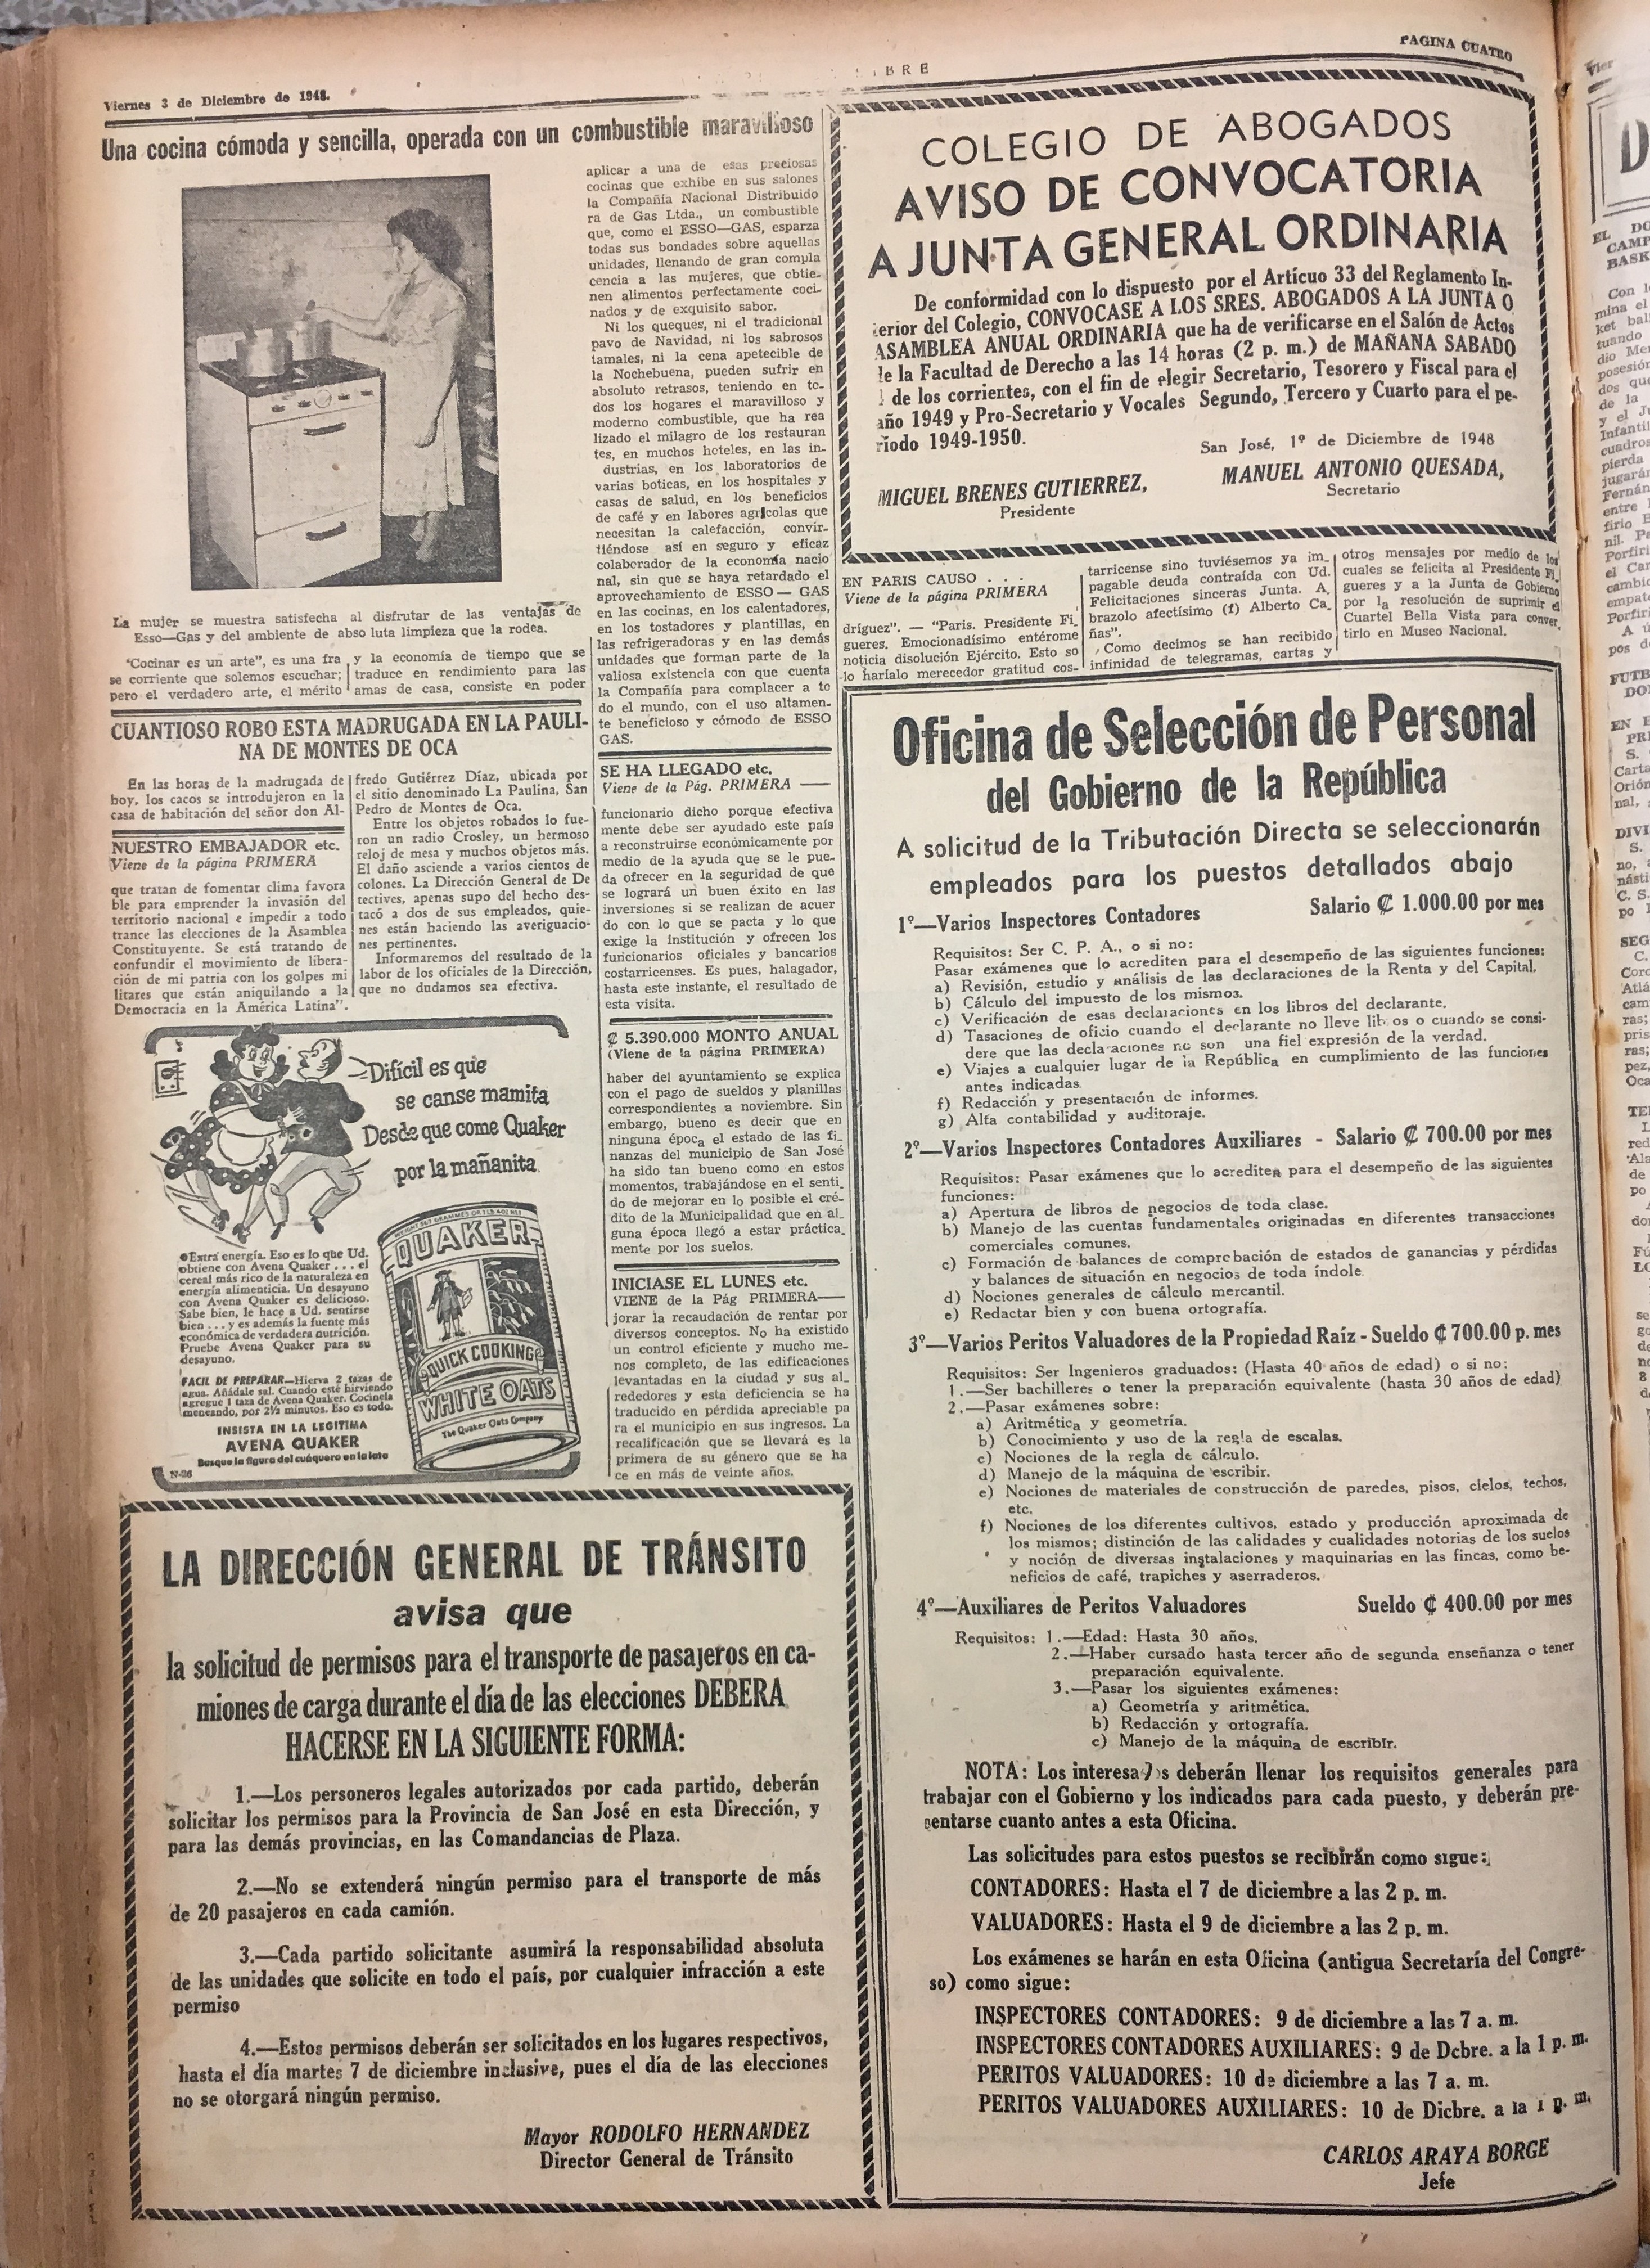 Viernes 3 de Diciembre de 1948.
IBRE
PAGINA CUATRO
Una cocina cómoda y sencilla, operada con un combustible maravilloso
La mujer se muestra satisfecha al disfrutar de las ventajas de
Esso—Gas y del ambiente de abso luta limpieza que la rodea.
"Cocinar es un arte", es una fra
se corriente que solemos escuchar;
pero el verdadero arte, el mérito
y la economía de tiempo que se
traduce en rendimiento para las
amas de casa, consiste en poder
aplicar a una de esas preciosas
cocinas que exhibe en sus salones
la Compañía Nacional Distribuido
ra de Gas Ltda., un combustible
que, como el ESSO—GAS, esparza
todas sus bondades sobre aquellas
unidades, llenando de gran compla
cencia a las mujeres, que obtie-
nen alimentos perfectamente coci-
nados y de exquisito sabor.
Ni los queques, ni el tradicional
pavo de Navidad, ni los sabrosos
tamales, ni la cena apetecible de
la Nochebuena, pueden sufrir en
absoluto retrasos, teniendo en to-
dos los hogares el maravilloso y
moderno combustible, que ha rea
lizado el milagro de los restauran
tes, en muchos hoteles, en las in-
dustrias, en los laboratorios de
varias boticas, en los hospitales y
casas de salud, en los beneficios
de café y en labores agrícolas que
necesitan la calefacción, convir-
tiéndose así en seguro y eficaz
colaborador de la economía nacio
nal, sin que se haya retardado el
aprovechamiento de ESSO— GAS
en las cocinas, en los calentadores,
en los tostadores y plantillas, en
las refrigeradoras y en las demás
unidades que forman parte de la
valiosa existencia con que cuenta
la Compañía para complacer a to
do el mundo, con el uso altamen-
te beneficioso y cómodo de ESSO
GAS.
CUANTIOSO ROBO ESTA MADRUGADA EN LA PAULI-
NA DE MONTES DE OCA
En las horas de la madrugada de
hoy, los cacos se introdujeron en la
casa de habitación del señor don Al-
fredo Gutiérrez Díaz, ubicada por
el sitio denominado La Paulina, San
Pedro de Montes de Oca.
Entre los objetos robados lo fue-
ron un radio Crosley, un hermoso
reloj de mesa y muchos objetos más.
El daño asciende a varios cientos de
colones. La Dirección General de De
tectives, apenas supo del hecho des-
tacó a dos de sus empleados, quie-
nes están haciendo las averiguacio-
nes pertinentes.
Informaremos del resultado de la
labor de los oficiales de la Dirección,
que no dudamos sea efectiva.
NUESTRO EMBAJADOR etc.
Viene de la página PRIMERA
que tratan de fomentar clima favora
ble para emprender la invasión del
territorio nacional e impedir a todo
trance las elecciones de la Asamblea
Constituyente. Se está tratando de
confundir el movimiento de libera-
ción de mi patria con los golpes mi
litares que están aniquilando a la
Democracia en la América Latina".
SE HA LLEGADO etc.
Viene de la Pág. PRIMERA —
funcionario dicho porque efectiva
mente debe ser ayudado este país
a reconstruirse económicamente por
medio de la ayuda que se le pue-
da ofrecer en la seguridad de que
se logrará un buen éxito en las
inversiones si se realizan de acuer
do con lo que se pacta y lo que
exige la institución y ofrecen los
funcionarios oficiales y bancarios
costarricenses. Es pues, halagador,
hasta este instante, el resultado de
esta visita.
₡ 5.390.000 MONTO ANUAL
(Viene de la página PRIMERA)
haber del ayuntamiento se explica
con el pago de sueldos y planillas
correspondientes a noviembre. Sin
embargo, bueno es decir que en
ninguna época el estado de las fi_
nanzas del municipio de San José
ha sido tan bueno como en estos
momentos, trabajándose en el senti_
do de mejorar en lo posible el cré-
dito de la Municipalidad que en al_
guna época llegó a estar práctica_
mente por los suelos.
INICIASE EL LUNES etc.
VIENE de la Pág PRIMERA—
jorar la recaudación de rentar por
diversos conceptos. No ha existido
un control eficiente y mucho me-
nos completo, de las edificaciones
levantadas en la ciudad y sus al_
rededores y esta deficiencia se ha
traducido en pérdida apreciable pa
ra el municipio en sus ingresos. La
recalificación que se llevará es la
primera de su género que se ha
ce en más de veinte años.
Difícil es que
se canse mamita
Desde que come Quaker
por la mañanita
●Extra energía. Eso es lo que Ud.
obtiene con Avena Quaker . . . el
cereal más rico de la naturaleza en
energía alimenticia. Un desayuno
con Avena Quaker es delicioso.
Sabe bien, le hace a Ud. sentirse
bien . . . y es además la fuente más
económica de verdadera nutrición.
Pruebe Avena Quaker para su
desayuno.
FACIL DE PREPARAR—Hierva 2 tazas de
agua. Añádale sal. Cuando esté hirviendo
agregue 1 taza de Avena Quaker. Cocínela
meneando, por 2½ minutos. Eso es todo.
INSISTA EN LA LEGITIMA
AVENA QUAKER
Busque la figura del cuáquero en la lata
N-26
QUAKER
QUICK COOKING
WHITE OATS
The Quaker Oats Company
LA DIRECCIÓN GENERAL DE TRÁNSITO
avisa que
la solicitud de permisos para el transporte de pasajeros en ca-
miones de carga durante el día de las elecciones DEBERA
HACERSE EN LA SIGUIENTE FORMA:
1.—Los personeros legales autorizados por cada partido, deberán
solicitar los permisos para la Provincia de San José en esta Dirección, y
para las demás provincias, en las Comandancias de Plaza.
2.—No se extenderá ningún permiso para el transporte de más
de 20 pasajeros en cada camión.
3.—Cada partido solicitante asumirá la responsabilidad absoluta
de las unidades que solicite en todo el país, por cualquier infracción a este
permiso
4.—Estos permisos deberán ser solicitados en los lugares respectivos,
hasta el día martes 7 de diciembre inclusive, pues el día de las elecciones
no se otorgará ningún permiso.
Mayor RODOLFO HERNANDEZ
Director General de Tránsito
COLEGIO DE ABOGADOS
AVISO DE CONVOCATORIA
A JUNTA GENERAL ORDINARIA
De conformidad con lo dispuesto por el Artícuo 33 del Reglamento In-
terior del Colegio, CONVOCASE A LOS SRES. ABOGADOS A LA JUNTA O
ASAMBLEA ANUAL ORDINARIA que ha de verificarse en el Salón de Actos
de la Facultad de Derecho a las 14 horas (2 p. m.) de MAÑANA SABADO
de los corrientes, con el fin de elegir Secretario, Tesorero y Fiscal para el
año 1949 y Pro-Secretario y Vocales Segundo, Tercero y Cuarto para el pe-
ríodo 1949-1950.
San José, 1º de Diciembre de 1948
MIGUEL BRENES GUTIERREZ,
Presidente
MANUEL ANTONIO QUESADA,
Secretario
EN PARIS CAUSO . . .
Viene de la página PRIMERA
dríguez". — "Paris. Presidente Fi_
gueres. Emocionadísimo entérome
noticia disolución Ejército. Esto so
lo haríalo merecedor gratitud cos-
tarricense sino tuviésemos ya im_
pagable deuda contraída con Ud.
Felicitaciones sinceras Junta. A_
brazolo afectísimo (f) Alberto Ca_
ñas".
Como decimos se han recibido
infinidad de telegramas, cartas y
otros mensajes por medio de los
cuales se felicita al Presidente Fi_
gueres y a la Junta de Gobierno
por la resolución de suprimir el
Cuartel Bella Vista para conver_
tirlo en Museo Nacional.
Oficina de Selección de Personal
del Gobierno de la República
A solicitud de la Tributación Directa se seleccionarán
empleados para los puestos detallados abajo
1º—Varios Inspectores Contadores Salario ₡ 1.000.00 por mes
Requisitos: Ser C. P. A., o si no:
Pasar exámenes que lo acrediten para el desempeño de las siguientes funciones:
a) Revisión, estudio y análisis de las declaraciones de la Renta y del Capital.
b) Cálculo del impuesto de los mismos.
c) Verificación de esas declaraciones en los libros del declarante.
d) Tasaciones de oficio cuando el declarante no lleve libros o cuando se consi-
dere que las declaraciones no son una fiel expresión de la verdad.
e) Viajes a cualquier lugar de la República en cumplimiento de las funciones
antes indicadas
f) Redacción y presentación de informes.
g) Alta contabilidad y auditoraje.
2º—Varios Inspectores Contadores Auxiliares - Salario ₡ 700.00 por mes
Requisitos: Pasar exámenes que lo acrediten para el desempeño de las siguientes
funciones:
a) Apertura de libros de negocios de toda clase.
b) Manejo de las cuentas fundamentales originadas en diferentes transacciones
comerciales comunes.
c) Formación de balances de comprobación de estados de ganancias y pérdidas
y balances de situación en negocios de toda índole
d) Nociones generales de cálculo mercantil.
e) Redactar bien y con buena ortografía.
3º—Varios Peritos Valuadores de la Propiedad Raíz - Sueldo ₡ 700.00 p. mes
Requisitos: Ser Ingenieros graduados: (Hasta 40 años de edad) o si no:
1.—Ser bachilleres o tener la preparación equivalente (hasta 30 años de edad)
2.—Pasar exámenes sobre:
a) Aritmética y geometría.
b) Conocimiento y uso de la regla de escalas.
c) Nociones de la regla de cálculo.
d) Manejo de la máquina de escribir.
e) Nociones de materiales de construcción de paredes, pisos, cielos, techos,
etc.
f) Nociones de los diferentes cultivos, estado y producción aproximada de
los mismos; distinción de las calidades y cualidades notorias de los suelos
y noción de diversas instalaciones y maquinarias en las fincas, como be-
neficios de café, trapiches y aserraderos.
4º—Auxiliares de Peritos Valuadores Sueldo ₡ 400.00 por mes
Requisitos: 1.—Edad: Hasta 30 años.
2.—Haber cursado hasta tercer año de segunda enseñanza o tener
preparación equivalente.
3.—Pasar los siguientes exámenes:
a) Geometría y aritmética.
b) Redacción y ortografía.
c) Manejo de la máquina de escribir.
NOTA: Los interesados deberán llenar los requisitos generales para
trabajar con el Gobierno y los indicados para cada puesto, y deberán pre-
sentarse cuanto antes a esta Oficina.
Las solicitudes para estos puestos se recibirán como sigue:
CONTADORES: Hasta el 7 de diciembre a las 2 p. m.
VALUADORES: Hasta el 9 de diciembre a las 2 p. m.
Los exámenes se harán en esta Oficina (antigua Secretaría del Congre-
so) como sigue:
INSPECTORES CONTADORES: 9 de diciembre a las 7 a. m.
INSPECTORES CONTADORES AUXILIARES: 9 de Dcbre. a la 1 p. m.
PERITOS VALUADORES: 10 de diciembre a las 7 a. m.
PERITOS VALUADORES AUXILIARES: 10 de Dicbre. a la 1 p. m.
CARLOS ARAYA BORGE
Jefe